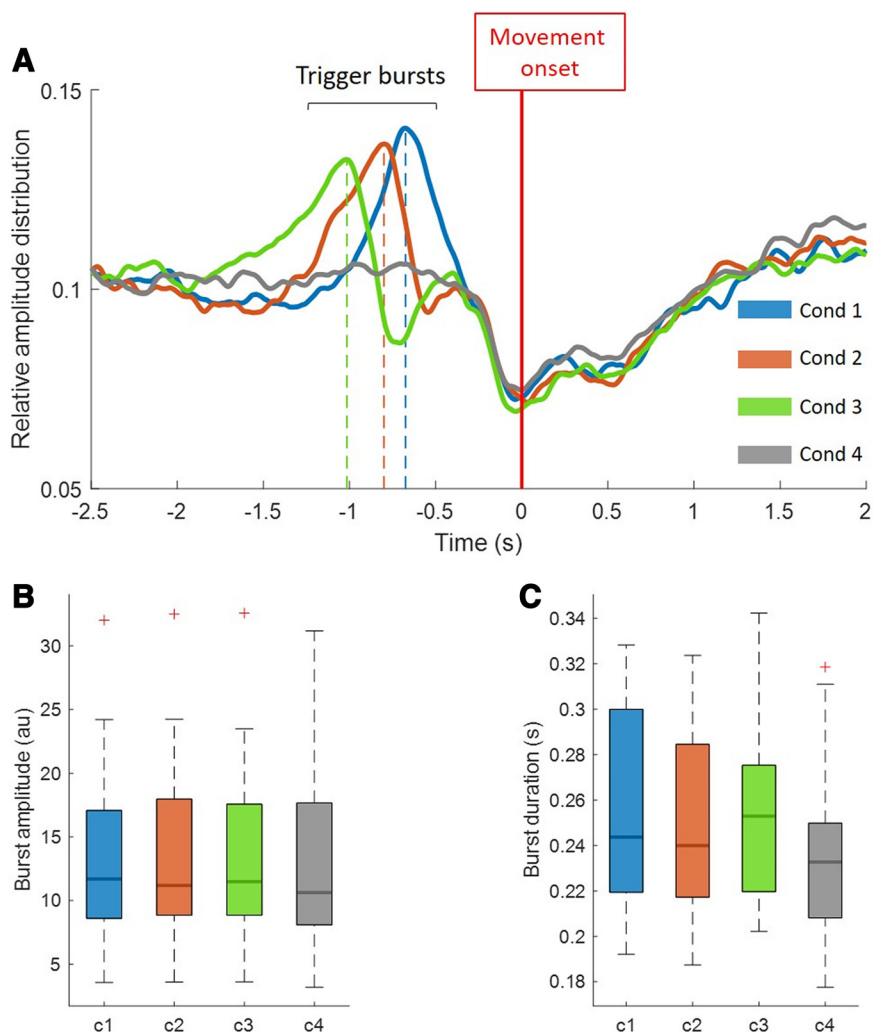 A
Movement
onset
Trigger bursts
0.15
0.1
0.05
Relative amplitude distribution
-2.5 -2 -1.5 -1 -0.5 0 0.5 1 1.5 2
Time (s)
Cond 1
Cond 2
Cond 3
Cond 4
B
Burst amplitude (au)
30
25
20
15
10
5
c1 c2 c3 c4
C
Burst duration (s)
0.34
0.32
0.3
0.28
0.26
0.24
0.22
0.2
0.18
c1 c2 c3 c4